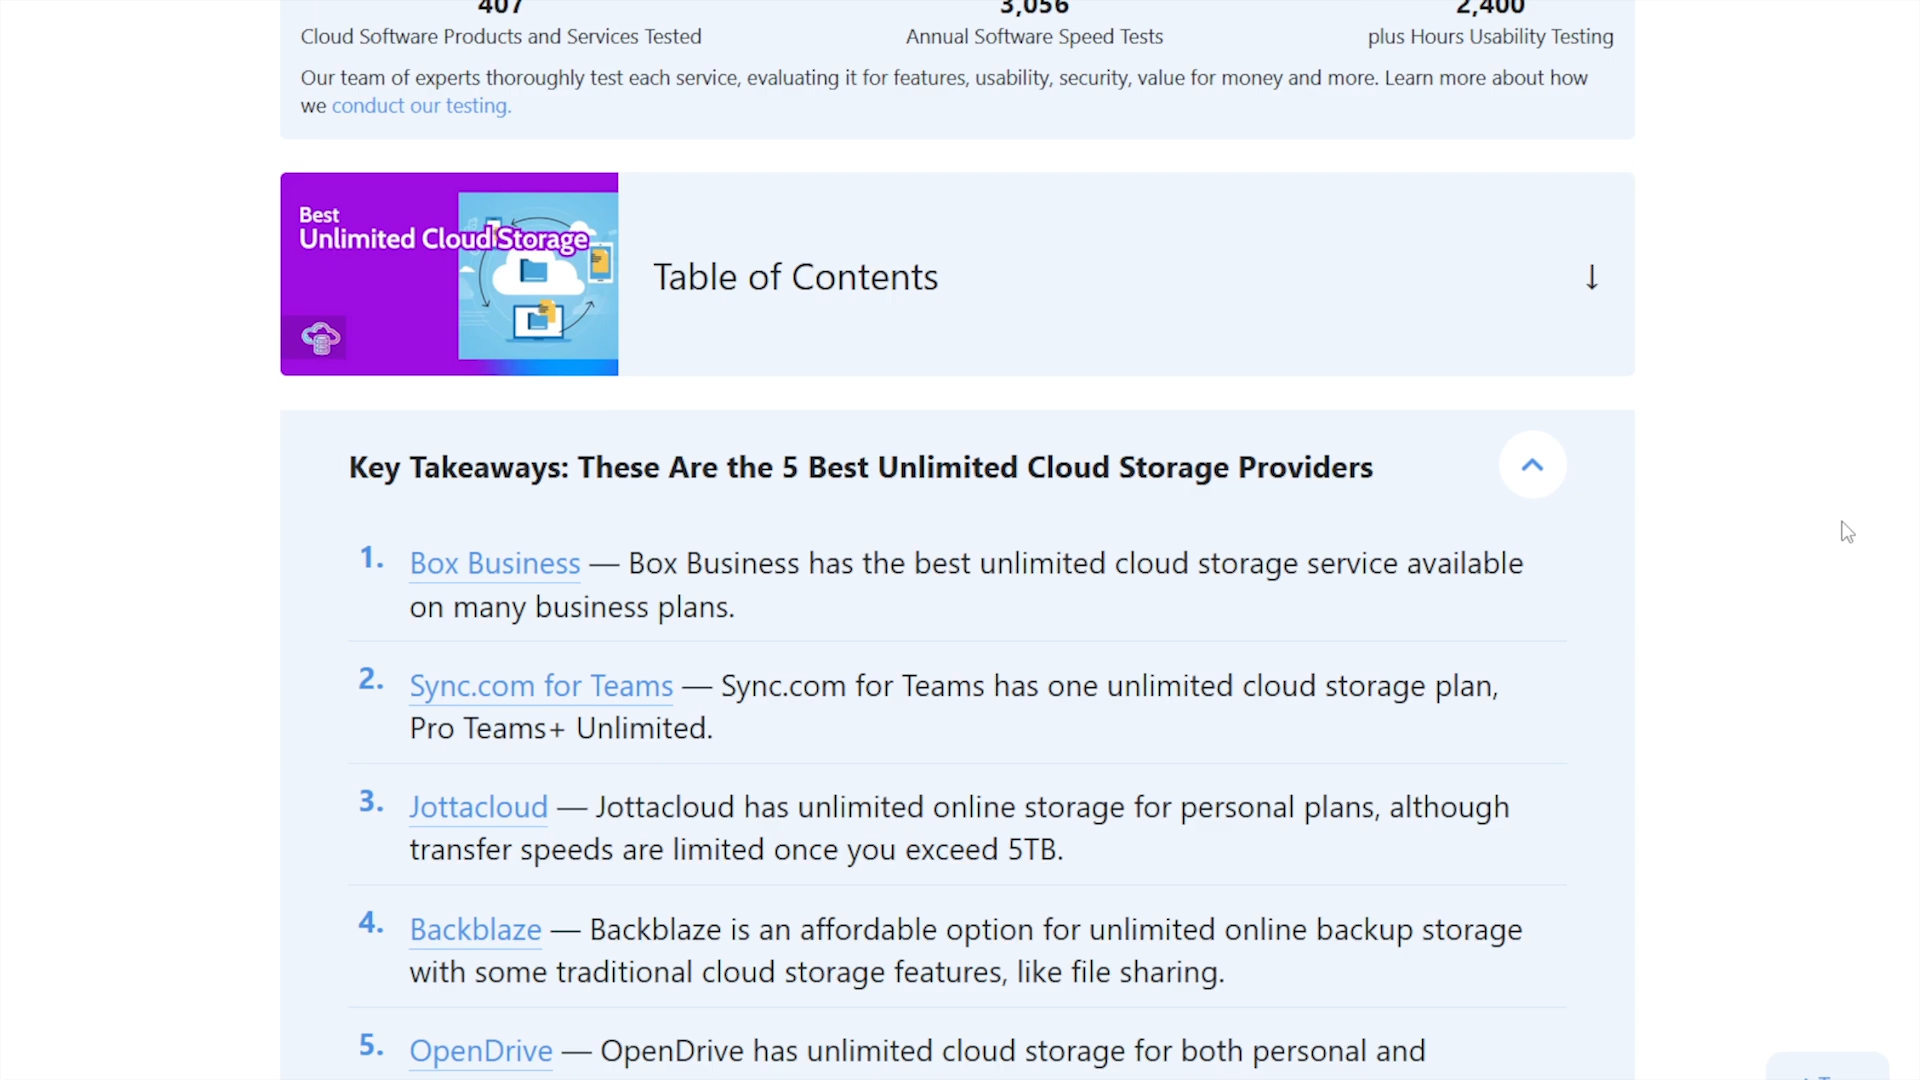 407
3,056
2,400
Cloud Software Products and Services Tested
Annual Software Speed Tests
plus Hours Usability Testing
Our team of experts thoroughly test each service, evaluating it for features, usability, security, value for money and more. Learn more about how
we conduct our testing.
Best
Unlimited Cloud Storage
Table of Contents
↓
Key Takeaways: These Are the 5 Best Unlimited Cloud Storage Providers
1. Box Business — Box Business has the best unlimited cloud storage service available
on many business plans.
2. Sync.com for Teams — Sync.com for Teams has one unlimited cloud storage plan,
Pro Teams+ Unlimited.
3. Jottacloud — Jottacloud has unlimited online storage for personal plans, although
transfer speeds are limited once you exceed 5TB.
4. Backblaze — Backblaze is an affordable option for unlimited online backup storage
with some traditional cloud storage features, like file sharing.
5. OpenDrive — OpenDrive has unlimited cloud storage for both personal and